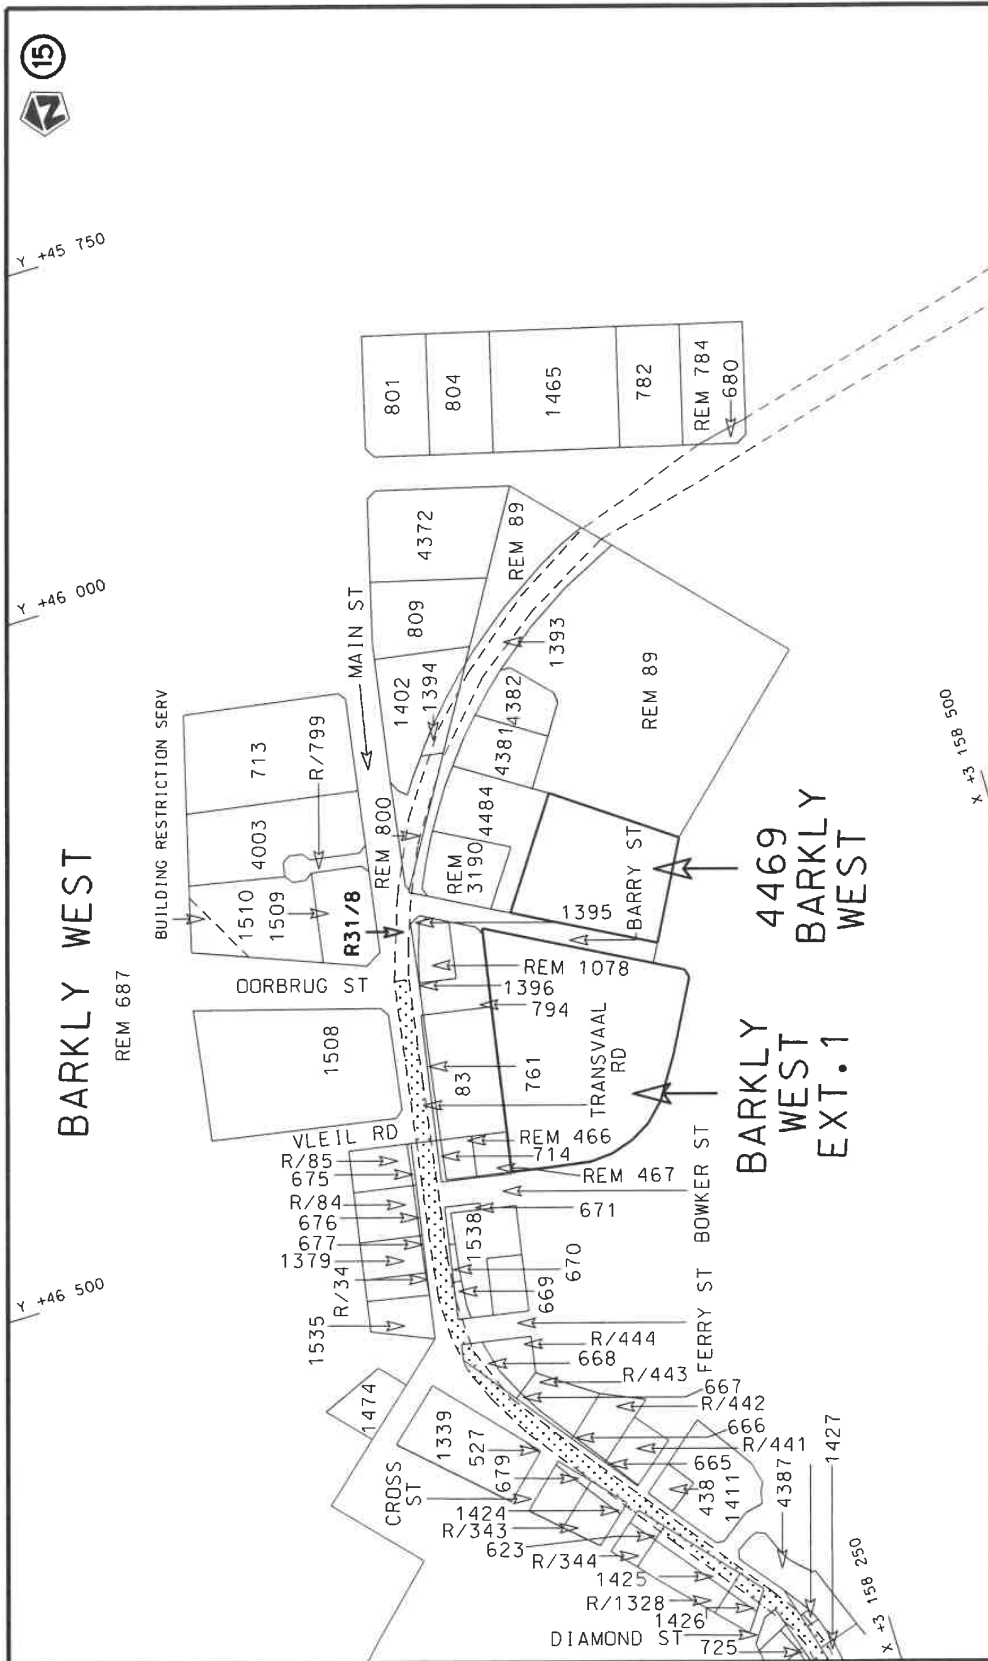 15
N
Y +45 750
Y +46 000
Y +46 500
X +3 158 500
X +3 158 250
BARKLY WEST
REM 687
BUILDING RESTRICTION SERV
801
804
1465
782
REM 784
680
4372
809
1402
1394
REM 89
1393
REM 89
4382
4381
4484
REM
3190
MAIN ST
713
R/799
4003
1510
1509
REM 800
R31/8
OORBRUG ST
1508
VLEIL RD
BARRY ST
1395
4469
BARKLY
WEST
REM 1078
1396
794
83
761
TRANSVAAL
RD
BARKLY
WEST
EXT.1
REM 466
714
REM 467
BOWKER ST
671
1538
670
669
FERRY ST
R/85
675
R/84
676
677
1379
R/34
1535
1474
1339
527
679
CROSS
ST
1424
R/343
623
R/344
1425
R/1328
1426
DIAMOND ST
725
R/444
668
R/443
667
R/442
666
R/441
665
438
1411
4387
1427